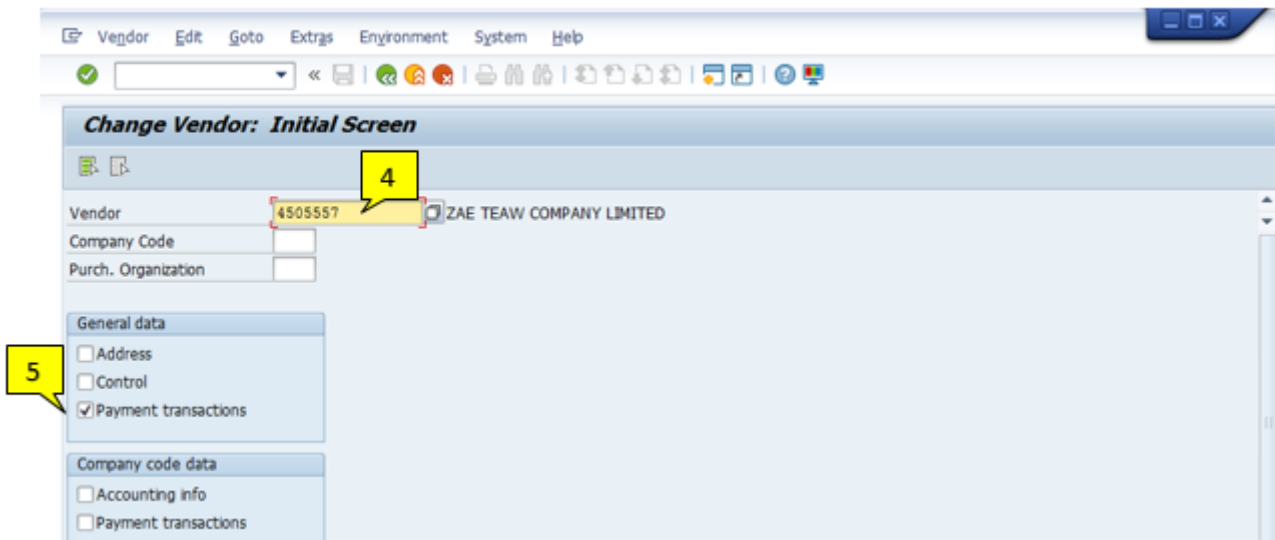 Vendor Edit Goto Extras Environment System Help
Change Vendor: Initial Screen
4
Vendor 4505557 ZAE TEAW COMPANY LIMITED
Company Code
Purch. Organization
General data
Address
5
Control
Payment transactions
Company code data
Accounting info
Payment transactions